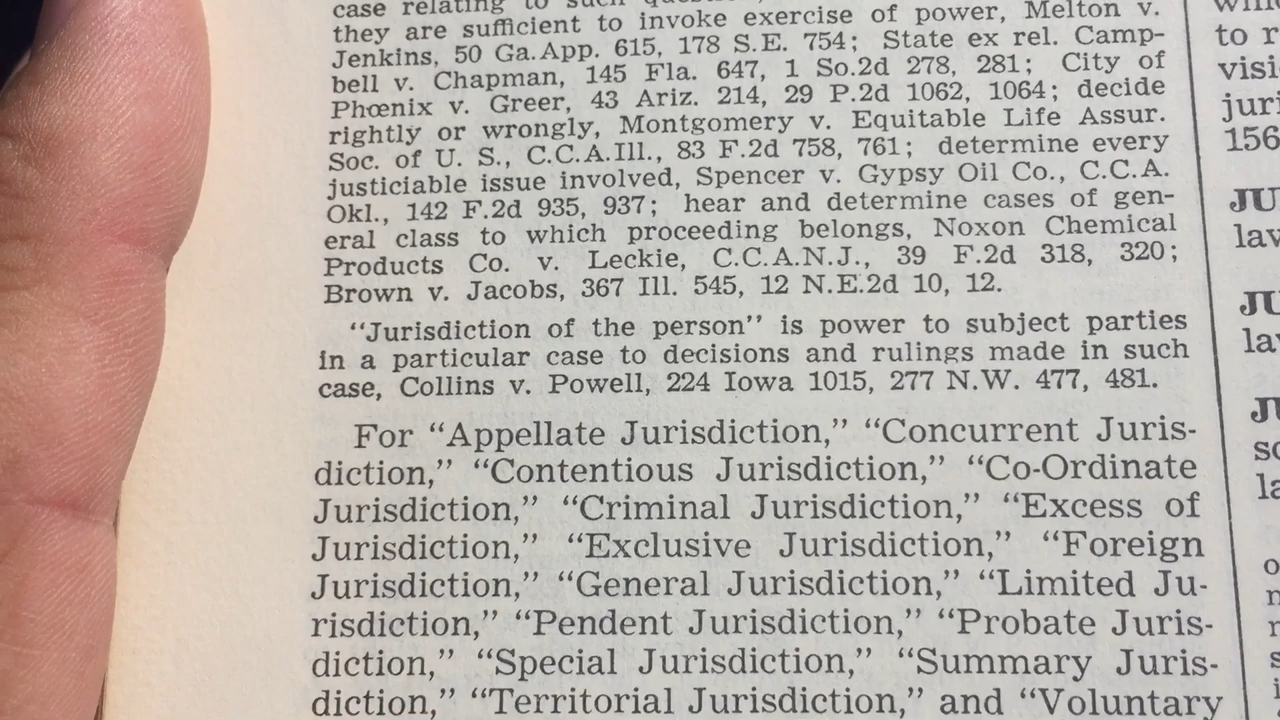 case relating to such
they are sufficient to invoke exercise of power, Melton v.
Jenkins, 50 Ga.App. 615, 178 S.E. 754; State ex rel. Camp-
bell v. Chapman, 145 Fla. 647, 1 So.2d 278, 281; City of
Phœnix v. Greer, 43 Ariz. 214, 29 P.2d 1062, 1064; decide
rightly or wrongly, Montgomery v. Equitable Life Assur.
Soc. of U. S., C.C.A.Ill., 83 F.2d 758, 761; determine every
justiciable issue involved, Spencer v. Gypsy Oil Co., C.C.A.
Okl., 142 F.2d 935, 937; hear and determine cases of gen-
eral class to which proceeding belongs, Noxon Chemical
Products Co. v. Leckie, C.C.A.N.J., 39 F.2d 318, 320;
Brown v. Jacobs, 367 Ill. 545, 12 N.E.2d 10, 12.
"Jurisdiction of the person" is power to subject parties
in a particular case to decisions and rulings made in such
case, Collins v. Powell, 224 Iowa 1015, 277 N.W. 477, 481.
For "Appellate Jurisdiction," "Concurrent Juris-
diction," "Contentious Jurisdiction," "Co-Ordinate
Jurisdiction," "Criminal Jurisdiction," "Excess of
Jurisdiction," "Exclusive Jurisdiction," "Foreign
Jurisdiction," "General Jurisdiction," "Limited Ju-
risdiction," "Pendent Jurisdiction," "Probate Juris-
diction," "Special Jurisdiction," "Summary Juris-
diction," "Territorial Jurisdiction," and "Voluntary
to
156